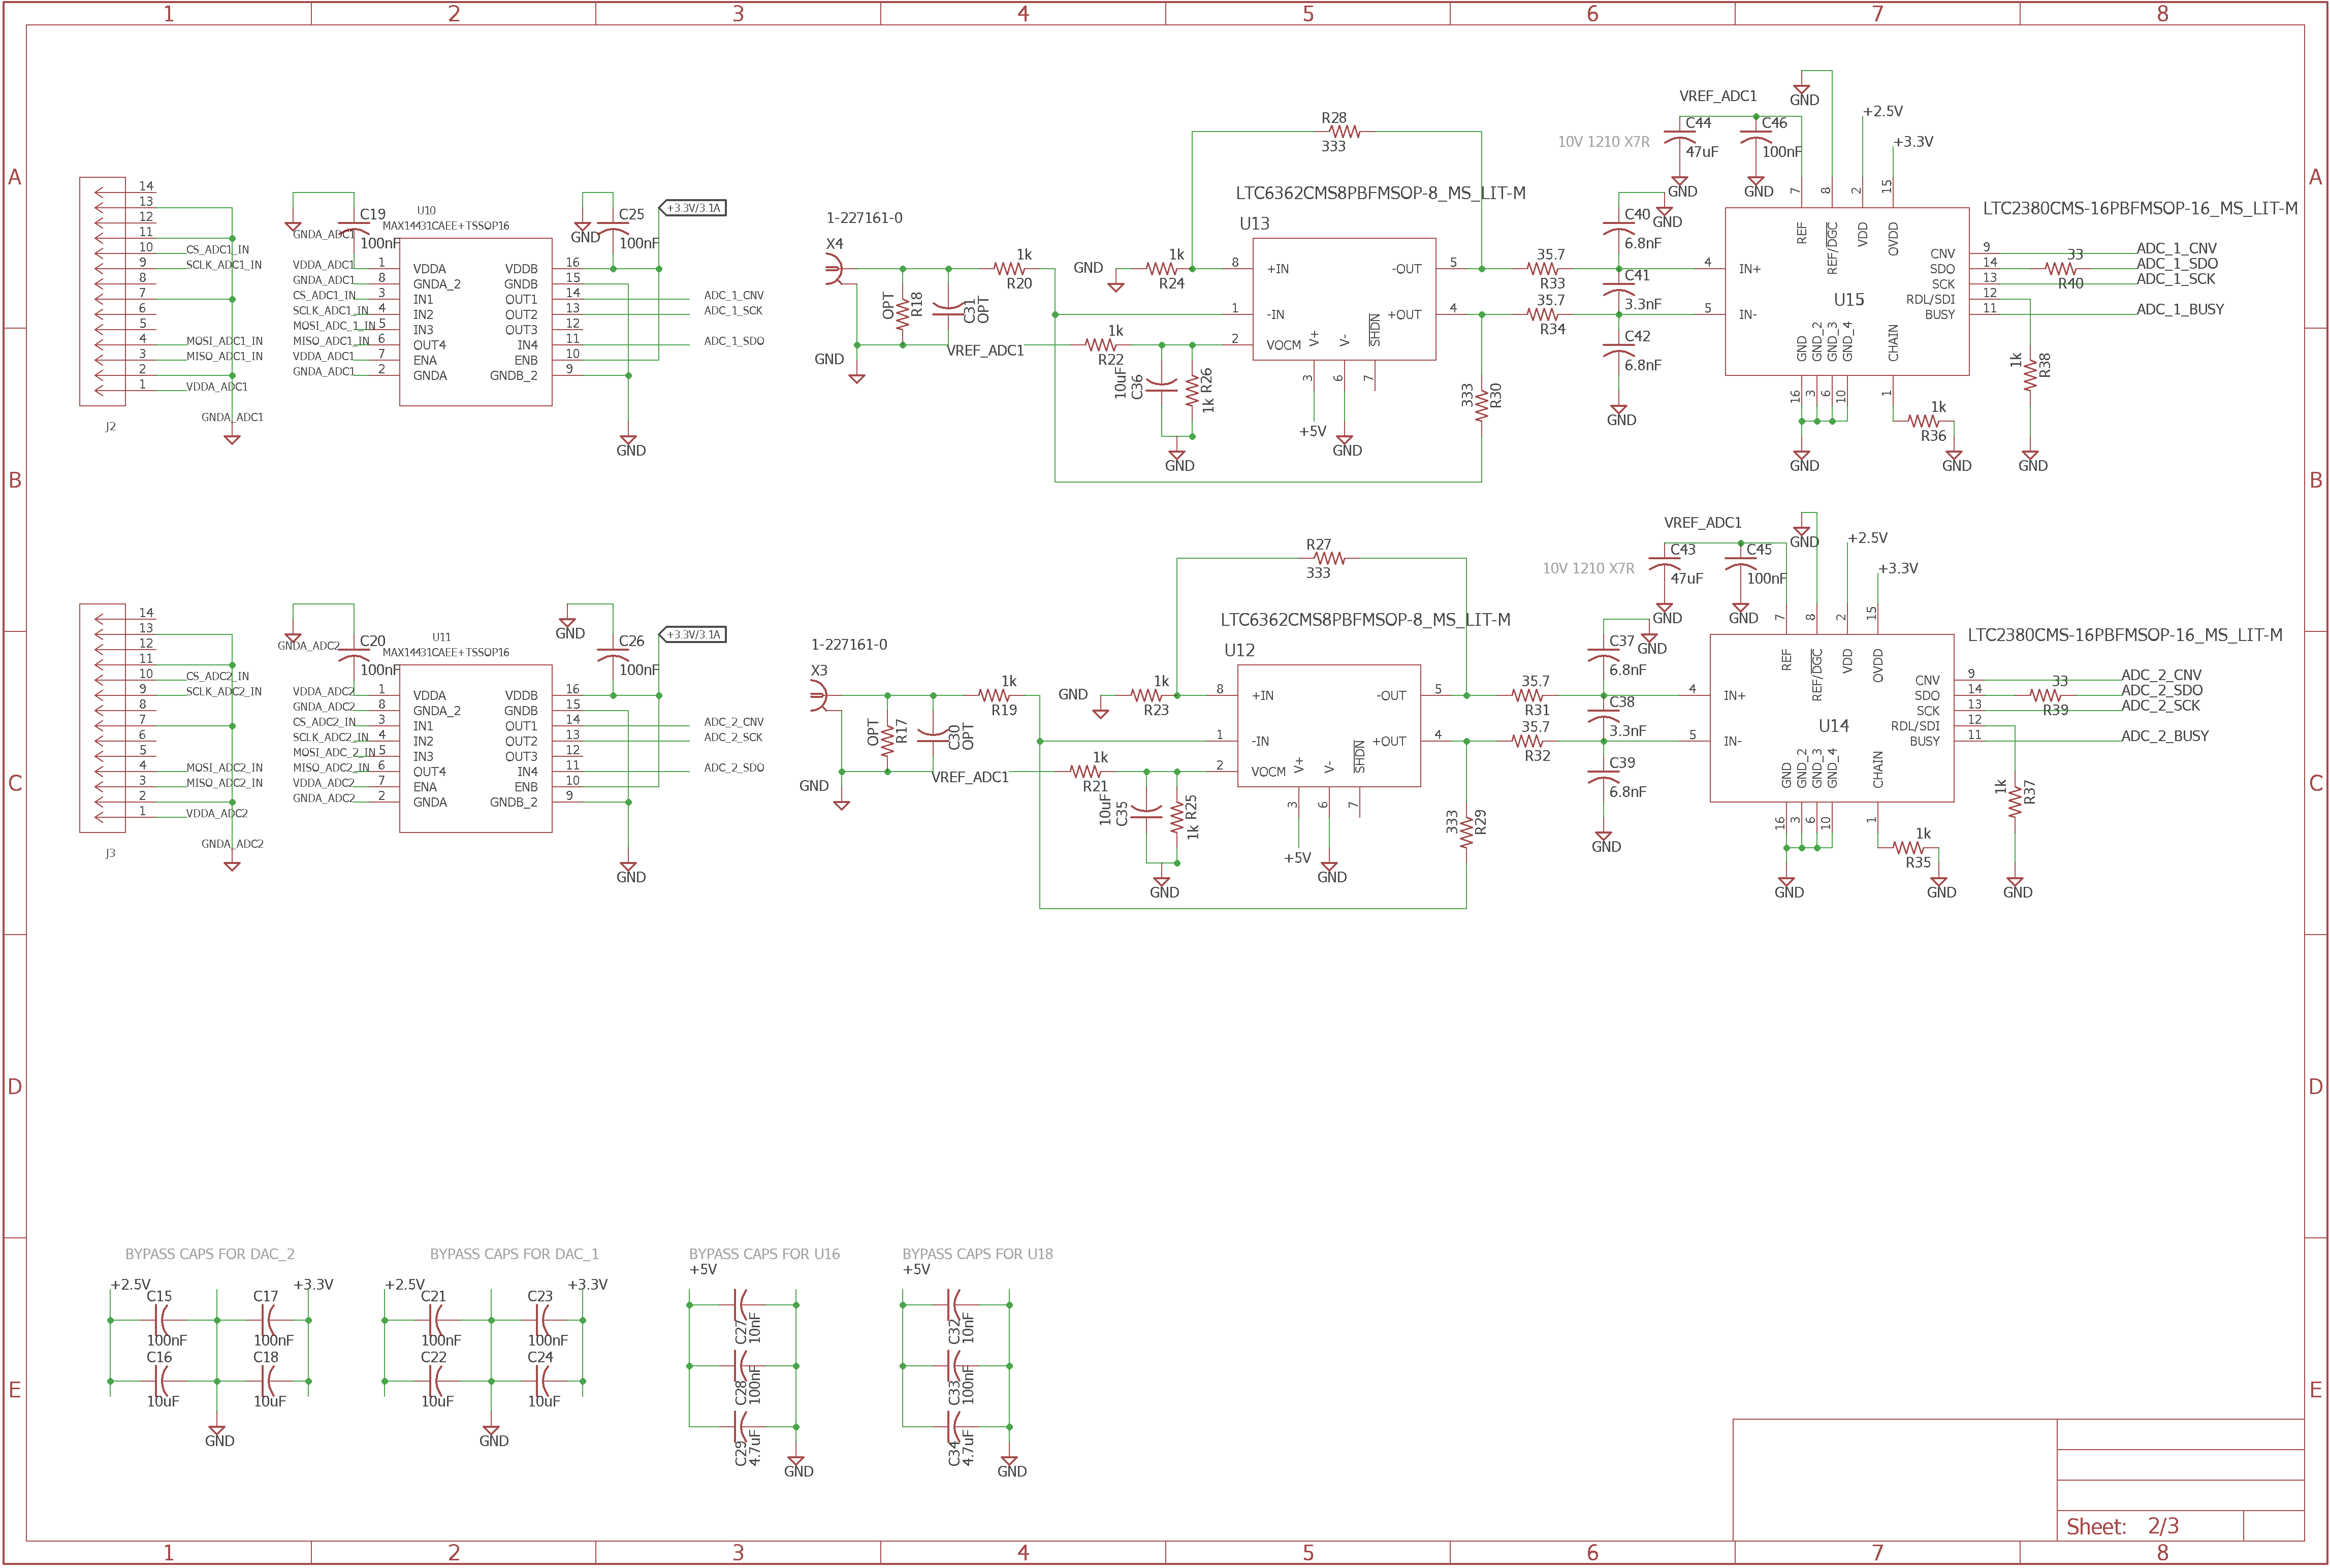 1 2 3 4 5 6 7 8
A
B
C
D
E
A
B
C
D
E
14
13
12
11
10 CS_ADC1_IN
9 SCLK_ADC1_IN
8
7
6
5
4 MOSI_ADC1_IN
3 MISO_ADC1_IN
2
1 VDDA_ADC1
GNDA_ADC1
J2
GNDA_ADC1
C19
100nF
U10
MAX14431CAEE+TSSOP16
VDDA_ADC1 1 VDDA
GNDA_ADC1 8 GNDA_2
CS_ADC1_IN 3 IN1
SCLK_ADC1_IN 4 IN2
MOSI_ADC_1_IN 5 IN3
MISO_ADC1_IN 6 OUT4
VDDA_ADC1 7 ENA
GNDA_ADC1 2 GNDA
VDDB 16
GNDB 15
OUT1 14 ADC_1_CNV
OUT2 13 ADC_1_SCK
OUT3 12
IN4 11 ADC_1_SDO
ENB 10
GNDB_2 9
GND
C25
100nF
+3.3V/3.1A
GND
1-227161-0
X4
GND
OPT
R18
C31
OPT
1k
R20
VREF_ADC1
GND
1k
R24
1k
R22
10uF
C36
1k R26
GND
R28
333
LTC6362CMS8PBFMSOP-8_MS_LIT-M
U13
8 +IN
1 -IN
2 VOCM
-OUT 5
+OUT 4
V+
V-
SHDN
3
6
7
+5V
GND
333
R30
35.7
R33
35.7
R34
C40
6.8nF
GND
C41
3.3nF
C42
6.8nF
GND
10V 1210 X7R
VREF_ADC1
C44
47uF
GND
C46
100nF
GND
GND
+2.5V
+3.3V
7
8
2
15
LTC2380CMS-16PBFMSOP-16_MS_LIT-M
REF
REF/DGC
VDD
OVDD
4 IN+
5 IN-
U15
CNV 9 ADC_1_CNV
SDO 14 33 ADC_1_SDO
SCK 13 R40 ADC_1_SCK
RDL/SDI 12
BUSY 11 ADC_1_BUSY
GND
GND_2
GND_3
GND_4
CHAIN
16
3
6
10
1
GND
1k
R36
GND
1k
R38
GND
14
13
12
11
10 CS_ADC2_IN
9 SCLK_ADC2_IN
8
7
6
5
4 MOSI_ADC2_IN
3 MISO_ADC2_IN
2
1 VDDA_ADC2
GNDA_ADC2
J3
GNDA_ADC2
C20
100nF
U11
MAX14431CAEE+TSSOP16
VDDA_ADC2 1 VDDA
GNDA_ADC2 8 GNDA_2
CS_ADC2_IN 3 IN1
SCLK_ADC2_IN 4 IN2
MOSI_ADC_2_IN 5 IN3
MISO_ADC2_IN 6 OUT4
VDDA_ADC2 7 ENA
GNDA_ADC2 2 GNDA
VDDB 16
GNDB 15
OUT1 14 ADC_2_CNV
OUT2 13 ADC_2_SCK
OUT3 12
IN4 11 ADC_2_SDO
ENB 10
GNDB_2 9
GND
C26
100nF
+3.3V/3.1A
GND
1-227161-0
X3
GND
OPT
R17
C30
OPT
1k
R19
VREF_ADC1
GND
1k
R23
1k
R21
10uF
C35
1k R25
GND
R27
333
LTC6362CMS8PBFMSOP-8_MS_LIT-M
U12
8 +IN
1 -IN
2 VOCM
-OUT 5
+OUT 4
V+
V-
SHDN
3
6
7
+5V
GND
333
R29
35.7
R31
35.7
R32
C37
6.8nF
GND
C38
3.3nF
C39
6.8nF
GND
10V 1210 X7R
VREF_ADC1
C43
47uF
GND
C45
100nF
GND
GND
+2.5V
+3.3V
7
8
2
15
LTC2380CMS-16PBFMSOP-16_MS_LIT-M
REF
REF/DGC
VDD
OVDD
4 IN+
5 IN-
U14
CNV 9 ADC_2_CNV
SDO 14 33 ADC_2_SDO
SCK 13 R39 ADC_2_SCK
RDL/SDI 12
BUSY 11 ADC_2_BUSY
GND
GND_2
GND_3
GND_4
CHAIN
16
3
6
10
1
GND
1k
R35
GND
1k
R37
GND
BYPASS CAPS FOR DAC_2
+2.5V +3.3V
C15 C17
100nF 100nF
C16 C18
10uF 10uF
GND
BYPASS CAPS FOR DAC_1
+2.5V +3.3V
C21 C23
100nF 100nF
C22 C24
10uF 10uF
GND
BYPASS CAPS FOR U16
+5V
C27
10nF
C28
100nF
C29
4.7uF
GND
BYPASS CAPS FOR U18
+5V
C32
10nF
C33
100nF
C34
4.7uF
GND
Sheet: 2/3
1 2 3 4 5 6 7 8